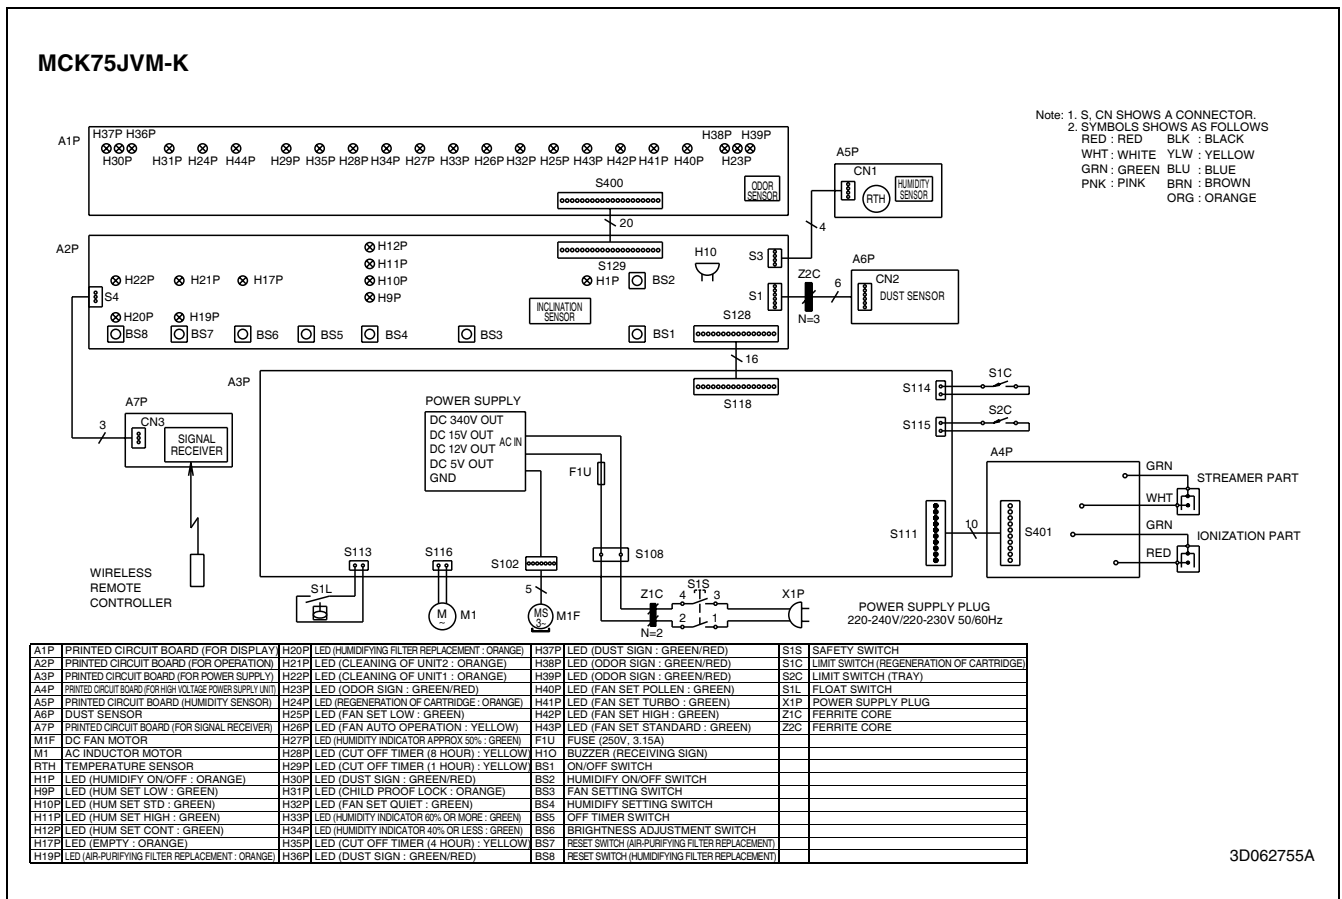 MCK75JVM-K
Note: 1. S, CN SHOWS A CONNECTOR.
2. SYMBOLS SHOWS AS FOLLOWS
RED : RED BLK : BLACK
WHT : WHITE YLW : YELLOW
GRN : GREEN BLU : BLUE
PNK : PINK BRN : BROWN
ORG : ORANGE
A1P
H37P H36P
H38P H39P
H30P H31P H24P H44P H29P H35P H28P H34P H27P H33P H26P H32P H25P H43P H42P H41P H40P H23P
ODOR SENSOR
S400
20
A5P
CN1
RTH
HUMIDITY SENSOR
4
A2P
H12P
H11P
H10P
H9P
H22P H21P H17P
S4
H20P H19P
BS8 BS7 BS6 BS5 BS4 BS3 BS1
S129
H1P BS2
H10
INCLINATION SENSOR
S3
S1
S128
Z2C
N=3
6
A6P
CN2
DUST SENSOR
16
S118
A3P
A7P
CN3
3
SIGNAL RECEIVER
WIRELESS
REMOTE
CONTROLLER
POWER SUPPLY
DC 340V OUT
DC 15V OUT
DC 12V OUT
DC 5V OUT
GND
AC IN
F1U
S114
S1C
S115
S2C
A4P
S111
10
S401
GRN
WHT
STREAMER PART
GRN
RED
IONIZATION PART
S113
S116
S102
S108
S1L
M
~
M1
5
MS
3~
M1F
Z1C
N=2
S1S
4 3
2 1
X1P
POWER SUPPLY PLUG
220-240V/220-230V 50/60Hz
A1P PRINTED CIRCUIT BOARD (FOR DISPLAY) H20P LED (HUMIDIFYING FILTER REPLACEMENT : ORANGE) H37P LED (DUST SIGN : GREEN/RED) S1S SAFETY SWITCH
A2P PRINTED CIRCUIT BOARD (FOR OPERATION) H21P LED (CLEANING OF UNIT2 : ORANGE) H38P LED (ODOR SIGN : GREEN/RED) S1C LIMIT SWITCH (REGENERATION OF CARTRIDGE)
A3P PRINTED CIRCUIT BOARD (FOR POWER SUPPLY) H22P LED (CLEANING OF UNIT1 : ORANGE) H39P LED (ODOR SIGN : GREEN/RED) S2C LIMIT SWITCH (TRAY)
A4P PRINTED CIRCUIT BOARD (FOR HIGH VOLTAGE POWER SUPPLY UNIT) H23P LED (ODOR SIGN : GREEN/RED) H40P LED (FAN SET POLLEN : GREEN) S1L FLOAT SWITCH
A5P PRINTED CIRCUIT BOARD (HUMIDITY SENSOR) H24P LED (REGENERATION OF CARTRIDGE : ORANGE) H41P LED (FAN SET TURBO : GREEN) X1P POWER SUPPLY PLUG
A6P DUST SENSOR H25P LED (FAN SET LOW : GREEN) H42P LED (FAN SET HIGH : GREEN) Z1C FERRITE CORE
A7P PRINTED CIRCUIT BOARD (FOR SIGNAL RECEIVER) H26P LED (FAN AUTO OPERATION : YELLOW) H43P LED (FAN SET STANDARD : GREEN) Z2C FERRITE CORE
M1F DC FAN MOTOR H27P LED (HUMIDITY INDICATOR APPROX 50% : GREEN) F1U FUSE (250V, 3.15A)
M1 AC INDUCTOR MOTOR H28P LED (CUT OFF TIMER (8 HOUR) : YELLOW) H1O BUZZER (RECEIVING SIGN)
RTH TEMPERATURE SENSOR H29P LED (CUT OFF TIMER (1 HOUR) : YELLOW) BS1 ON/OFF SWITCH
H1P LED (HUMIDIFY ON/OFF : ORANGE) H30P LED (DUST SIGN : GREEN/RED) BS2 HUMIDIFY ON/OFF SWITCH
H9P LED (HUM SET LOW : GREEN) H31P LED (CHILD PROOF LOCK : ORANGE) BS3 FAN SETTING SWITCH
H10P LED (HUM SET STD : GREEN) H32P LED (FAN SET QUIET : GREEN) BS4 HUMIDIFY SETTING SWITCH
H11P LED (HUM SET HIGH : GREEN) H33P LED (HUMIDITY INDICATOR 60% OR MORE : GREEN) BS5 OFF TIMER SWITCH
H12P LED (HUM SET CONT : GREEN) H34P LED (HUMIDITY INDICATOR 40% OR LESS : GREEN) BS6 BRIGHTNESS ADJUSTMENT SWITCH
H17P LED (EMPTY : ORANGE) H35P LED (CUT OFF TIMER (4 HOUR) : YELLOW) BS7 RESET SWITCH (AIR-PURIFYING FILTER REPLACEMENT)
H19P LED (AIR-PURIFYING FILTER REPLACEMENT : ORANGE) H36P LED (DUST SIGN : GREEN/RED) BS8 RESET SWITCH (HUMIDIFYING FILTER REPLACEMENT)
3D062755A